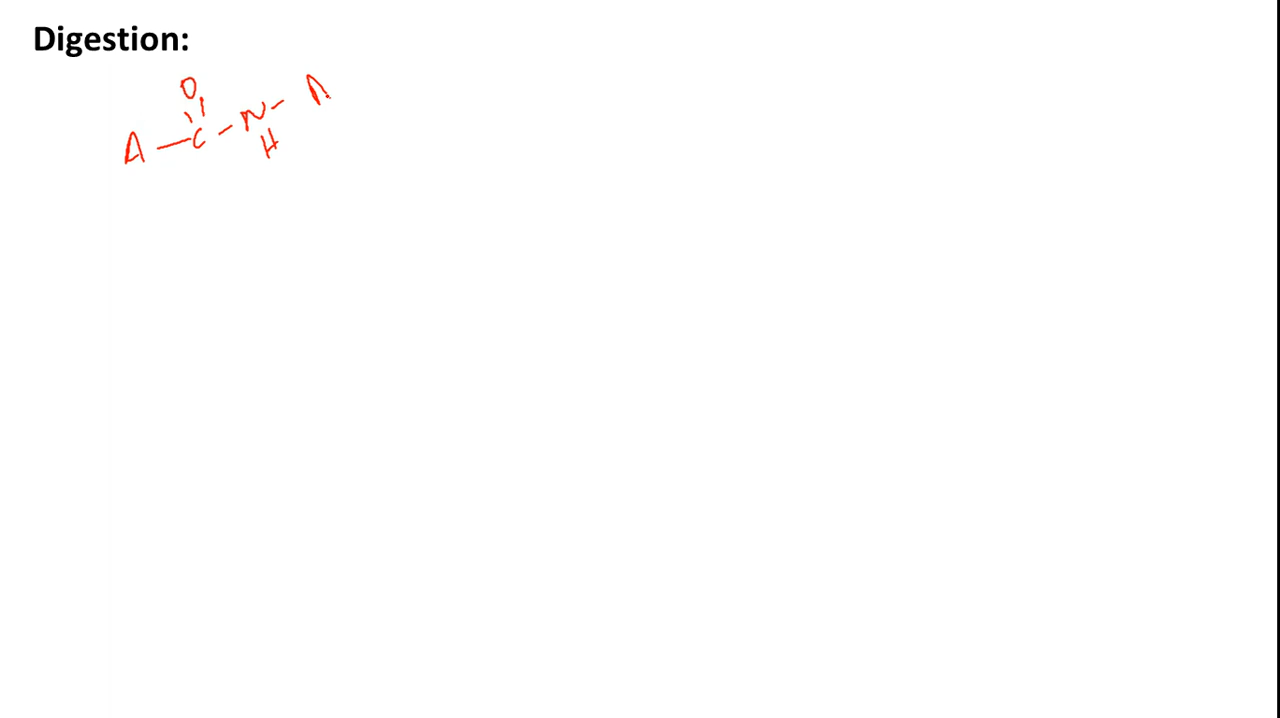 Digestion:
O
A — C – N – A
H